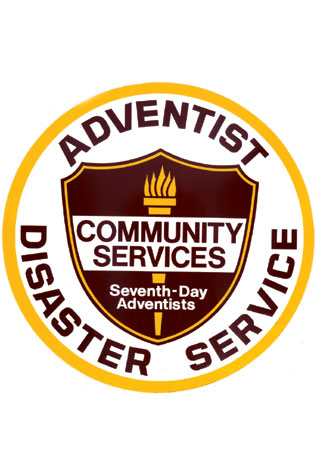 ADVENTIST
DISASTER SERVICE
COMMUNITY
SERVICES
Seventh-Day
Adventists